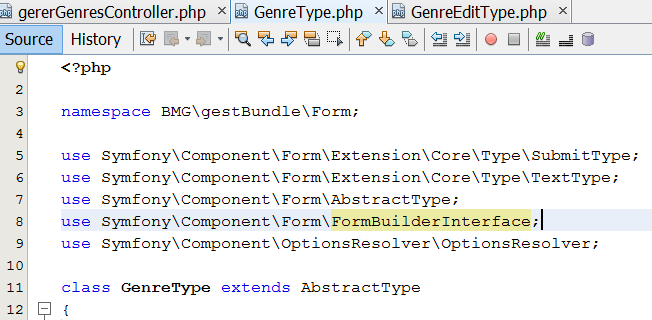 gererGenresController.php × GenreType.php × GenreEditType.php ×
Source History
<?php
2
3 namespace BMG\gestBundle\Form;
4
5 use Symfony\Component\Form\Extension\Core\Type\SubmitType;
6 use Symfony\Component\Form\Extension\Core\Type\TextType;
7 use Symfony\Component\Form\AbstractType;
8 use Symfony\Component\Form\FormBuilderInterface;
9 use Symfony\Component\OptionsResolver\OptionsResolver;
10
11 class GenreType extends AbstractType
12 {